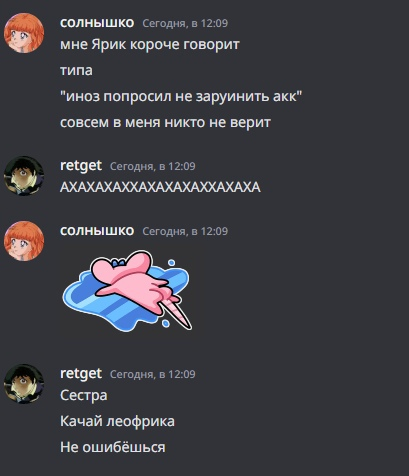 солнышко Сегодня, в 12:09
мне Ярик короче говорит
типа
"иноз попросил не заруинить акк"
совсем в меня никто не верит
retget Сегодня, в 12:09
АХАХАХАХХАХАХАХАХХАХАХА
солнышко Сегодня, в 12:09
retget Сегодня, в 12:09
Сестра
Качай леофрика
Не ошибёшься